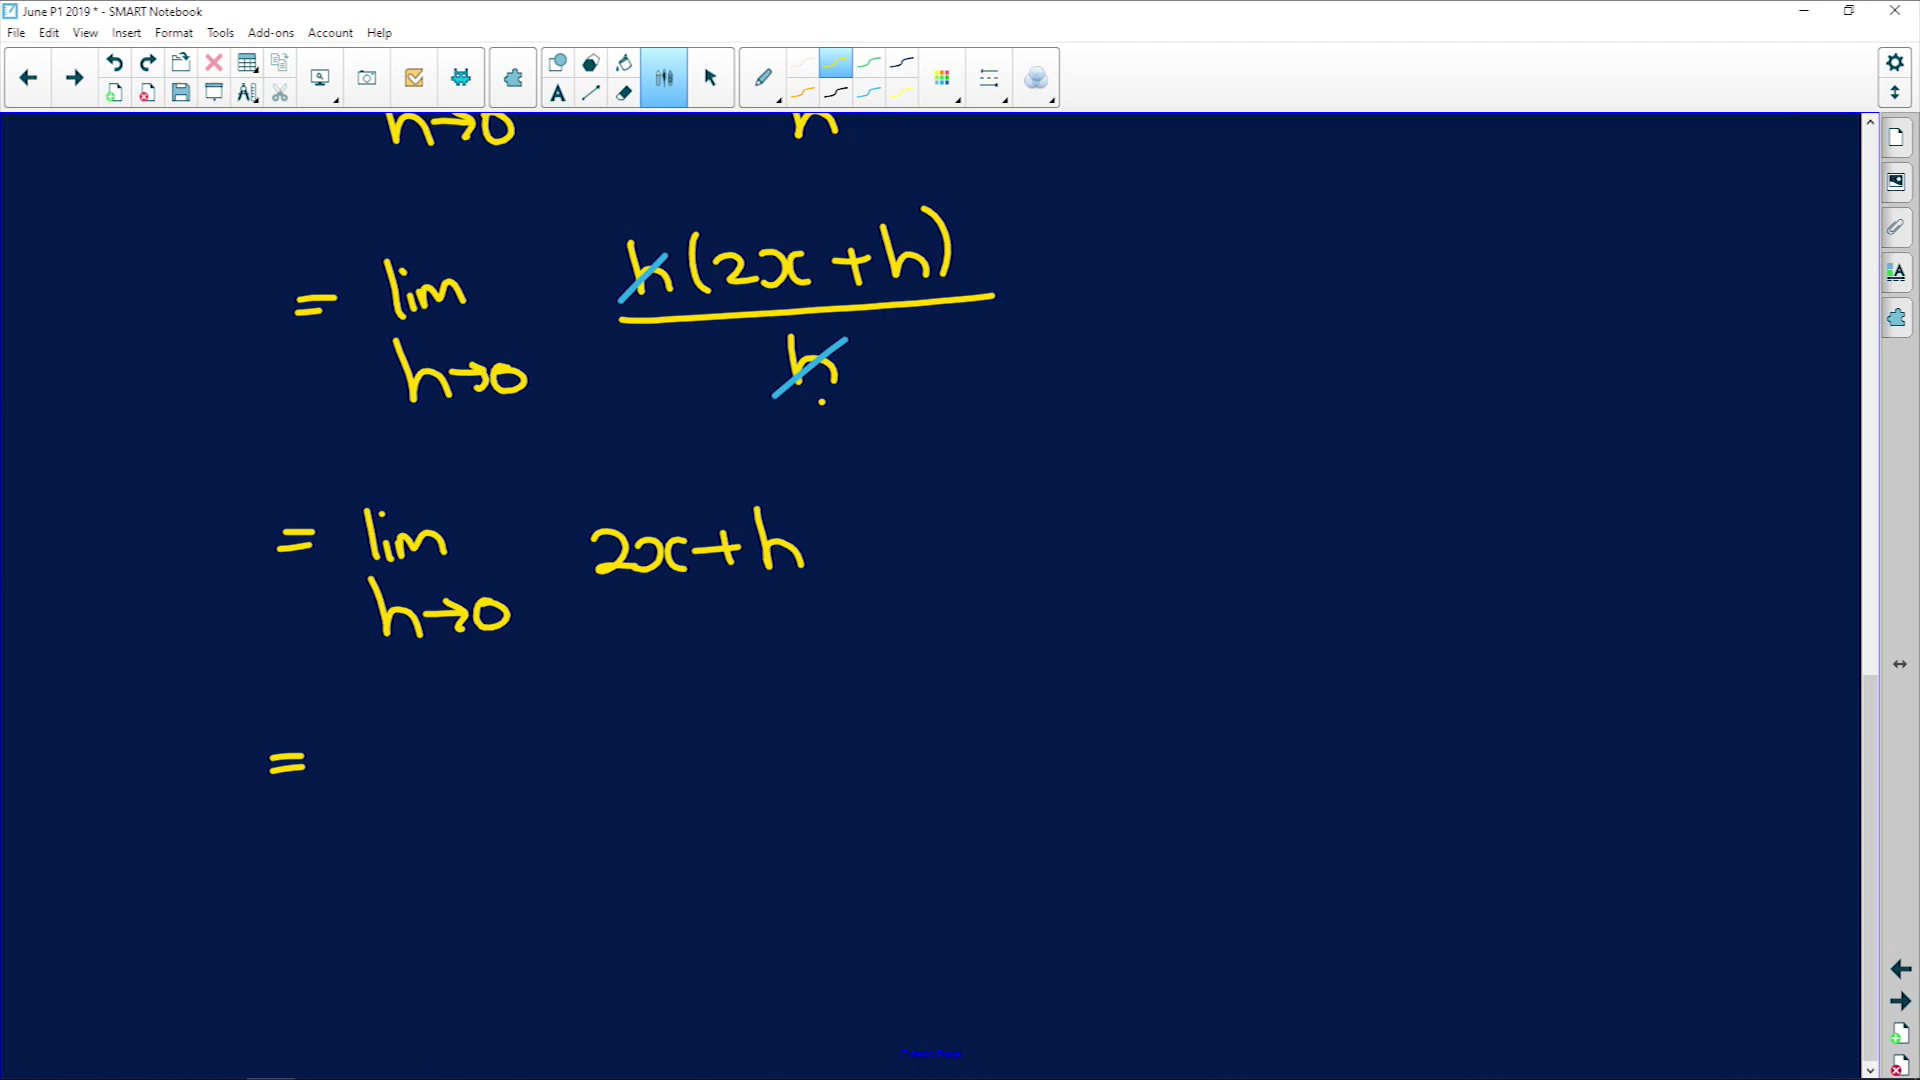 June P1 2019 * - SMART Notebook
File Edit View Insert Format Tools Add-ons Account Help
h→0 h
= lim h(2x+h)
h→0 h
= lim 2x+h
h→0
=